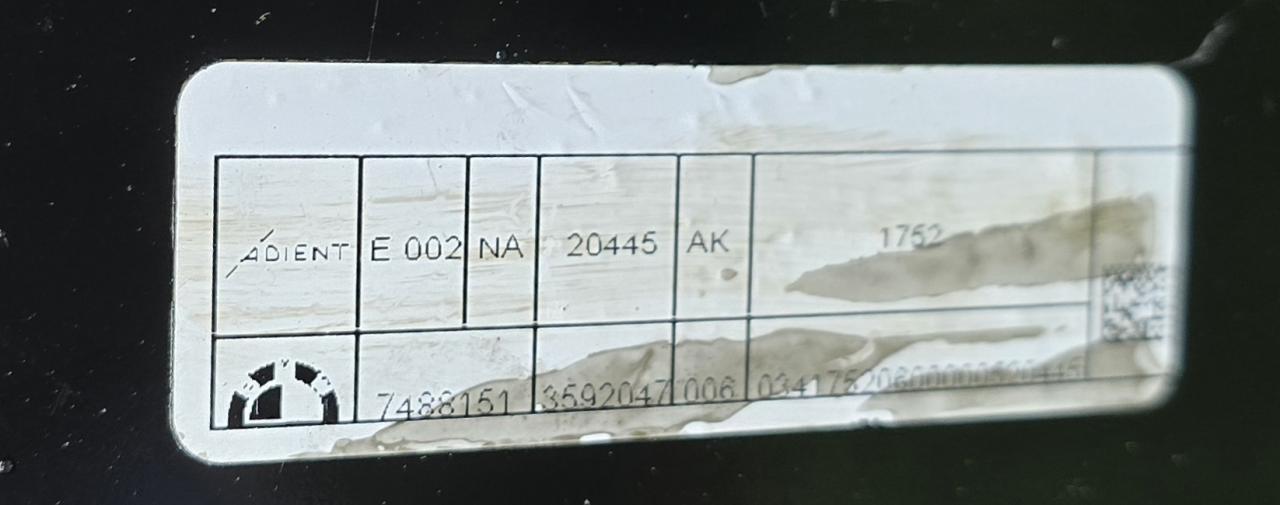 ADIENT E 002 NA 20445 AK 1752
7488151 3592047 006